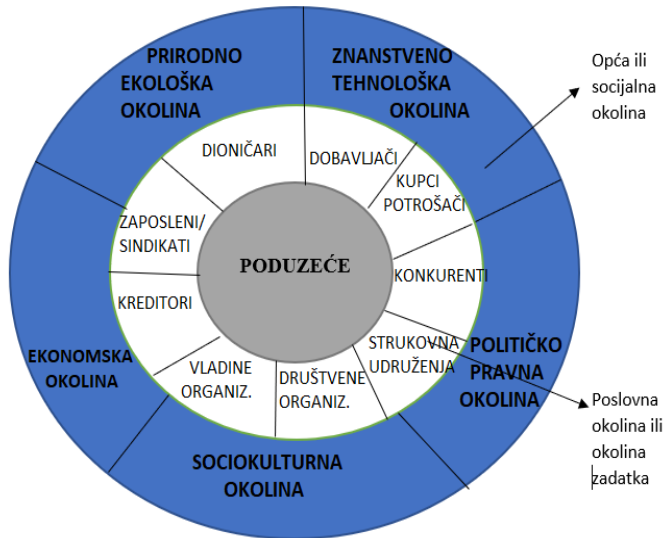 PRIRODNO
EKOLOŠKA
OKOLINA
ZNANSTVENO
TEHNOLOŠKA
OKOLINA
Opća ili
socijalna
okolina
DIONIČARI
DOBAVLJAČI
KUPCI
POTROŠAČI
ZAPOSLENI/
SINDIKATI
PODUZEĆE
KONKURENTI
KREDITORI
STRUKOVNA
UDRUŽENJA
VLADINE
ORGANIZ.
DRUŠTVENE
ORGANIZ.
EKONOMSKA
OKOLINA
POLITIČKO
PRAVNA
OKOLINA
Poslovna
okolina ili
okolina
zadatka
SOCIOKULTURNA
OKOLINA